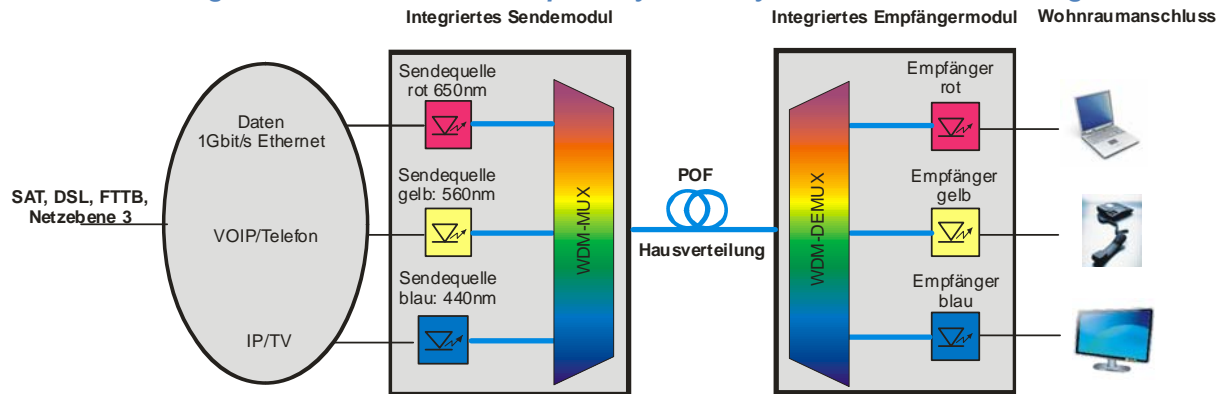 Integriertes Sendemodul
Integriertes Empfängermodul
Wohnraumanschluss
SAT, DSL, FTTB,
Netzebene 3
Daten
1Gbit/s Ethernet
VOIP/Telefon
IP/TV
Sendequelle
rot 650nm
Sendequelle
gelb: 560nm
Sendequelle
blau: 440nm
WDM-MUX
POF
Hausverteilung
WDM-DEMUX
Empfänger
rot
Empfänger
gelb
Empfänger
blau